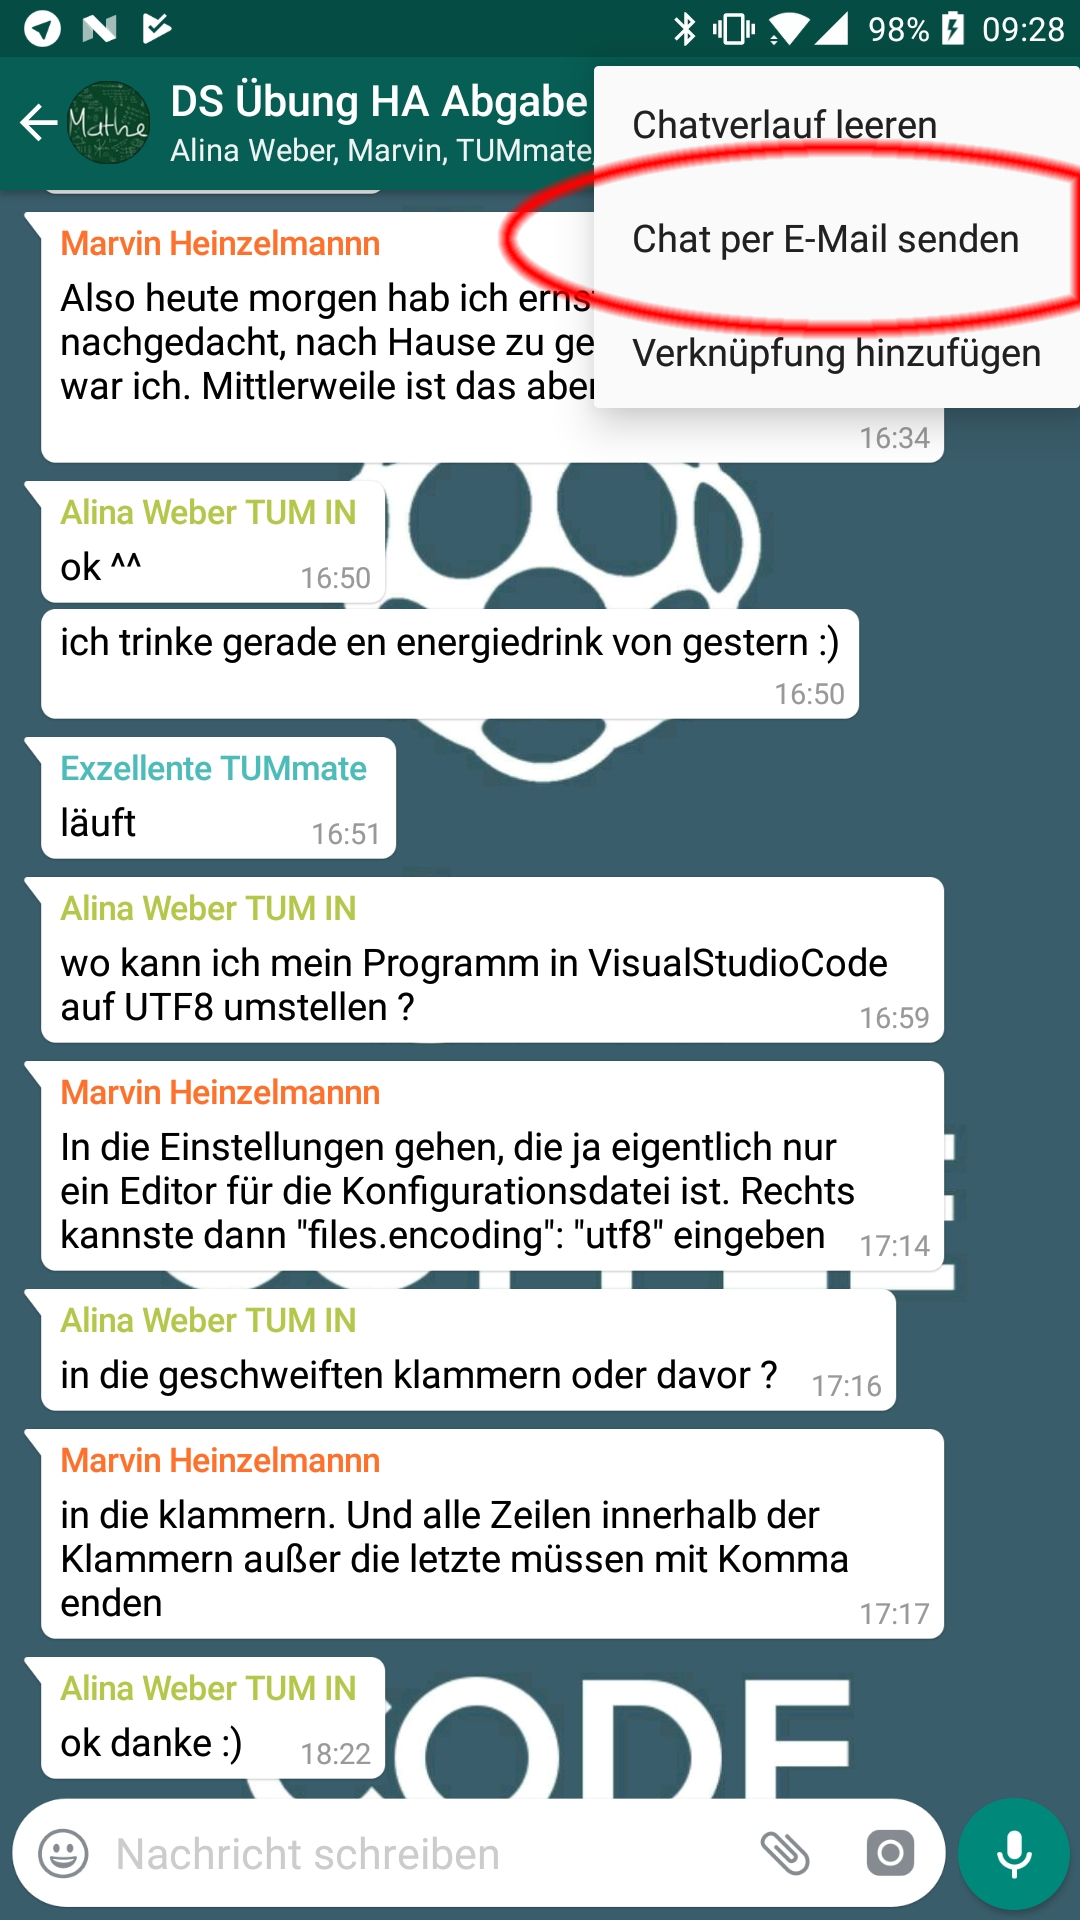 98% 09:28
Mathe
DS Übung HA Abgabe
Alina Weber, Marvin, TUMmate,
Chatverlauf leeren
Chat per E-Mail senden
Verknüpfung hinzufügen
Marvin Heinzelmannn
Also heute morgen hab ich
nachgedacht, nach Hause zu
war ich. Mittlerweile ist das aber
16:34
Alina Weber TUM IN
ok ^^ 16:50
ich trinke gerade en energiedrink von gestern :)
16:50
Exzellente TUMmate
läuft 16:51
Alina Weber TUM IN
wo kann ich mein Programm in VisualStudioCode
auf UTF8 umstellen ? 16:59
Marvin Heinzelmannn
In die Einstellungen gehen, die ja eigentlich nur
ein Editor für die Konfigurationsdatei ist. Rechts
kannste dann "files.encoding": "utf8" eingeben 17:14
Alina Weber TUM IN
in die geschweiften klammern oder davor ? 17:16
Marvin Heinzelmannn
in die klammern. Und alle Zeilen innerhalb der
Klammern außer die letzte müssen mit Komma
enden 17:17
Alina Weber TUM IN
ok danke :) 18:22
CODE
Nachricht schreiben